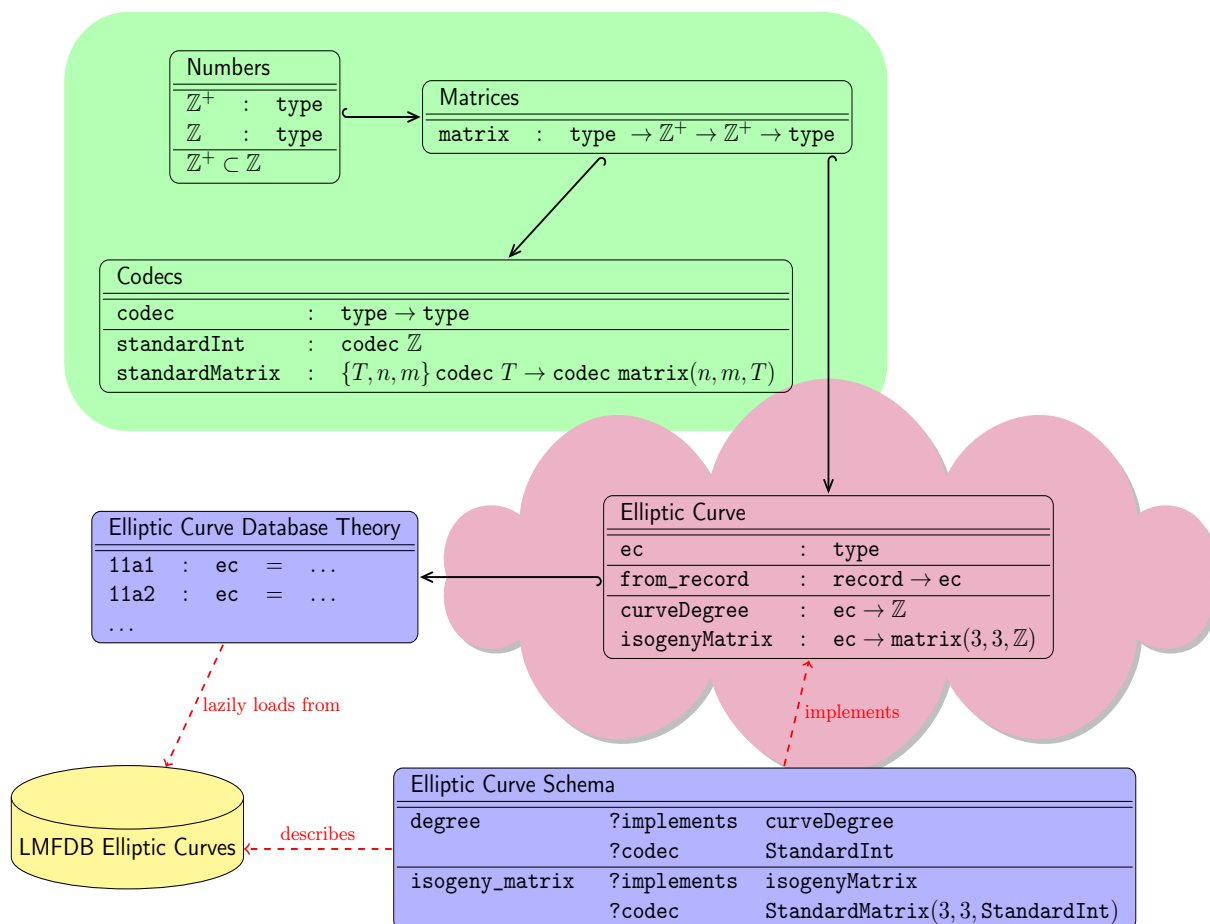 Numbers
ℤ⁺ : type
ℤ : type
ℤ⁺ ⊂ ℤ
Matrices
matrix : type → ℤ⁺ → ℤ⁺ → type
Codecs
codec : type → type
standardInt : codec ℤ
standardMatrix : {T, n, m} codec T → codec matrix(n, m, T)
Elliptic Curve
ec : type
from_record : record → ec
curveDegree : ec → ℤ
isogenyMatrix : ec → matrix(3, 3, ℤ)
Elliptic Curve Database Theory
11a1 : ec = ...
11a2 : ec = ...
...
lazily loads from
implements
LMFDB Elliptic Curves
describes
Elliptic Curve Schema
degree ?implements curveDegree
?codec StandardInt
isogeny_matrix ?implements isogenyMatrix
?codec StandardMatrix(3, 3, StandardInt)